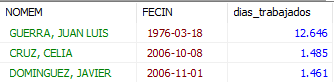 NOMEM FECIN dias_trabajados
GUERRA, JUAN LUIS 1976-03-18 12.646
CRUZ, CELIA 2006-10-08 1.485
DOMINGUEZ, JAVIER 2006-11-01 1.461